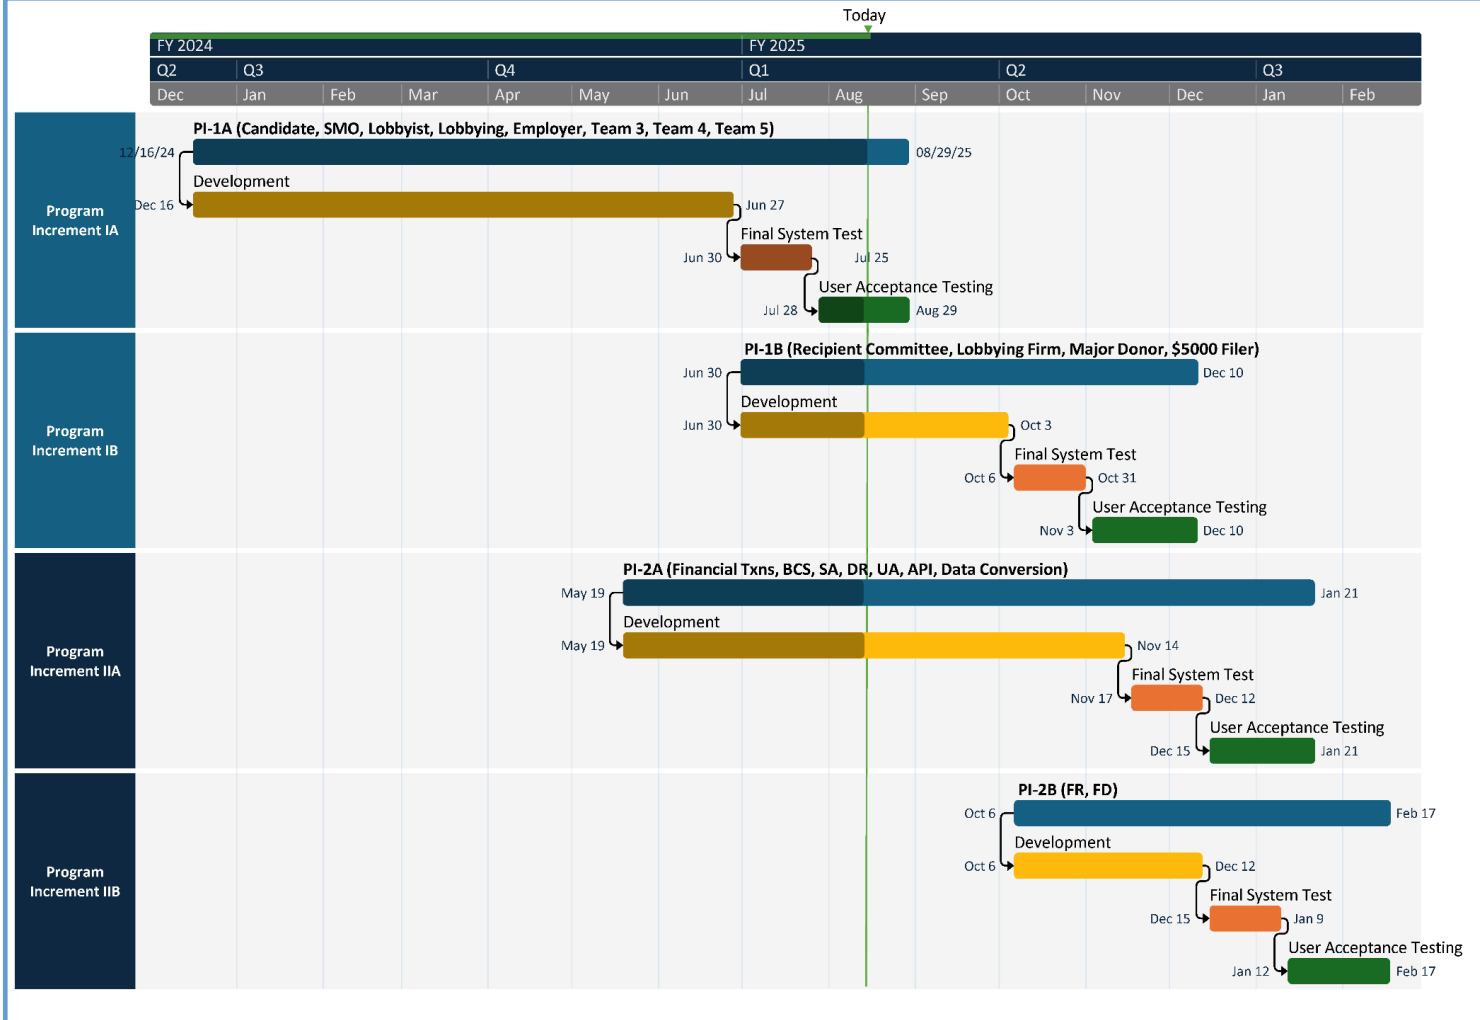 Today
FY 2024 FY 2025
Q2 Q3 Q4 Q1 Q2 Q3
Dec Jan Feb Mar Apr May Jun Jul Aug Sep Oct Nov Dec Jan Feb
Program
Increment IA
PI-1A (Candidate, SMO, Lobbyist, Lobbying, Employer, Team 3, Team 4, Team 5)
12/16/24 08/29/25
Development
Dec 16 Jun 27
Final System Test
Jun 30 Jul 25
User Acceptance Testing
Jul 28 Aug 29
Program
Increment IB
PI-1B (Recipient Committee, Lobbying Firm, Major Donor, $5000 Filer)
Jun 30 Dec 10
Development
Jun 30 Oct 3
Final System Test
Oct 6 Oct 31
User Acceptance Testing
Nov 3 Dec 10
Program
Increment IIA
PI-2A (Financial Txns, BCS, SA, DR, UA, API, Data Conversion)
May 19 Jan 21
Development
May 19 Nov 14
Final System Test
Nov 17 Dec 12
User Acceptance Testing
Dec 15 Jan 21
Program
Increment IIB
PI-2B (FR, FD)
Oct 6 Feb 17
Development
Oct 6 Dec 12
Final System Test
Dec 15 Jan 9
User Acceptance Testing
Jan 12 Feb 17